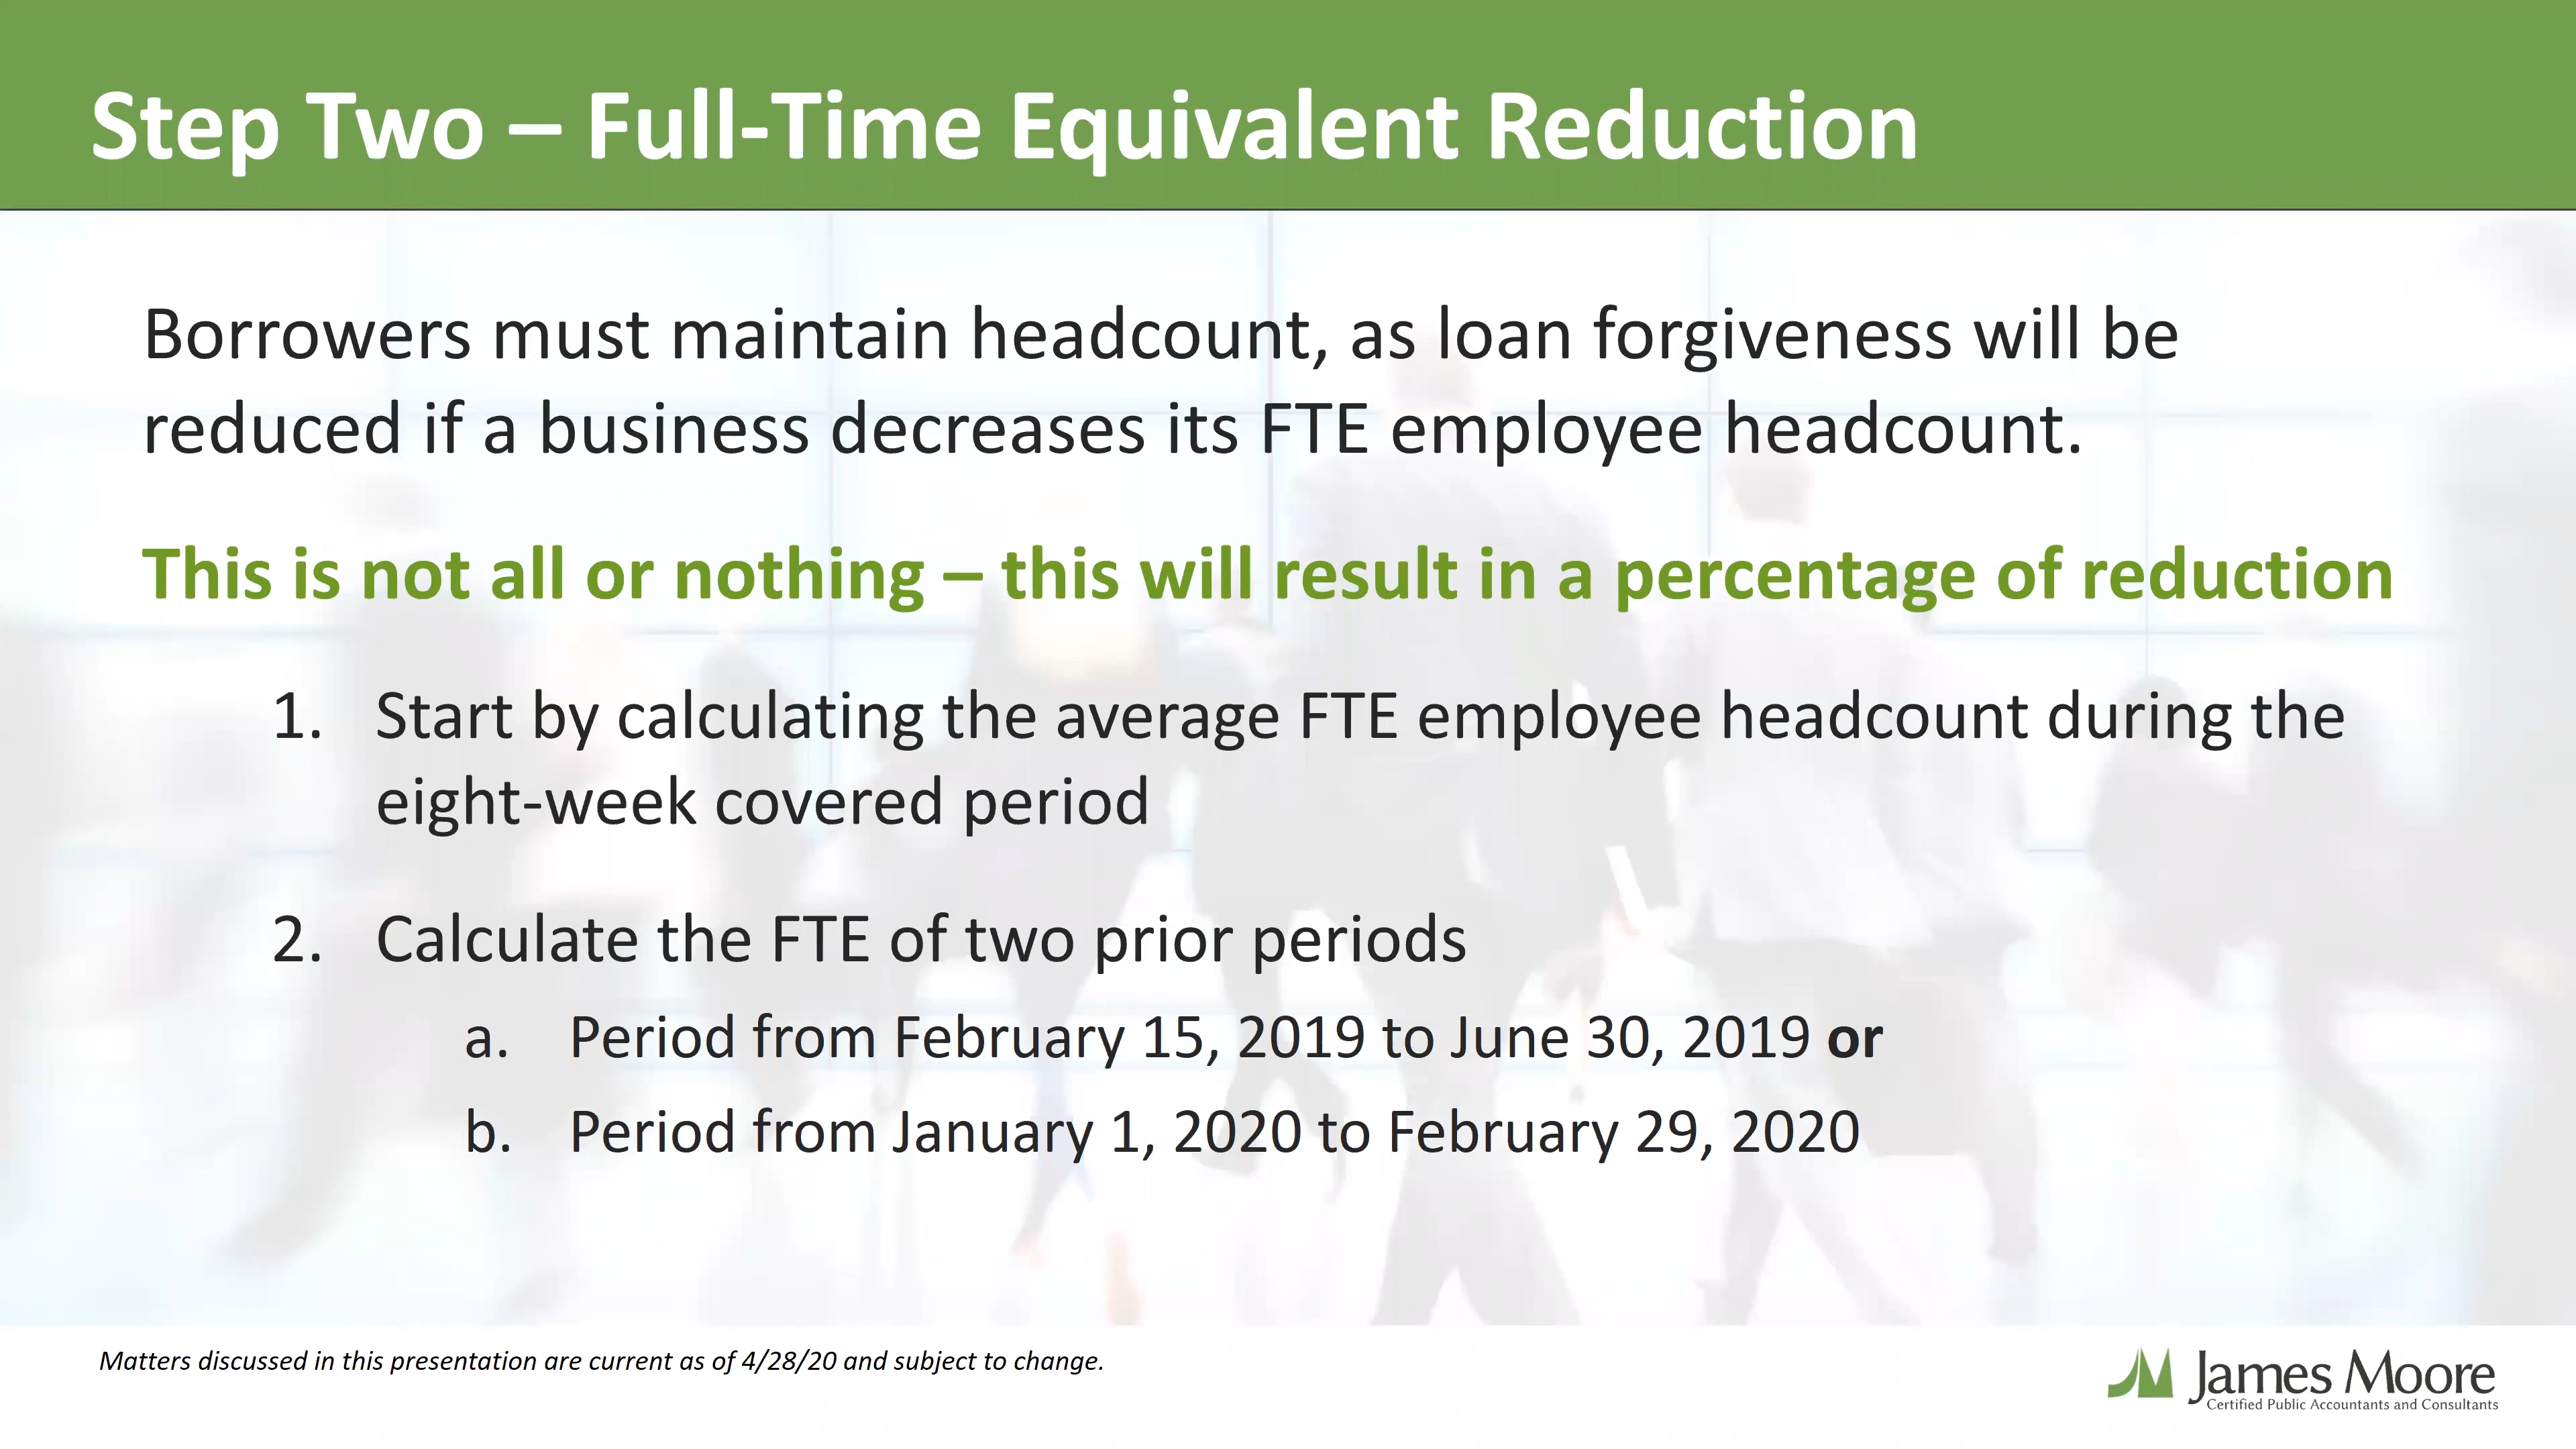 Step Two – Full-Time Equivalent Reduction
Borrowers must maintain headcount, as loan forgiveness will be
reduced if a business decreases its FTE employee headcount.
This is not all or nothing – this will result in a percentage of reduction
1. Start by calculating the average FTE employee headcount during the
eight-week covered period
2. Calculate the FTE of two prior periods
a. Period from February 15, 2019 to June 30, 2019 or
b. Period from January 1, 2020 to February 29, 2020
Matters discussed in this presentation are current as of 4/28/20 and subject to change.
James Moore
Certified Public Accountants and Consultants